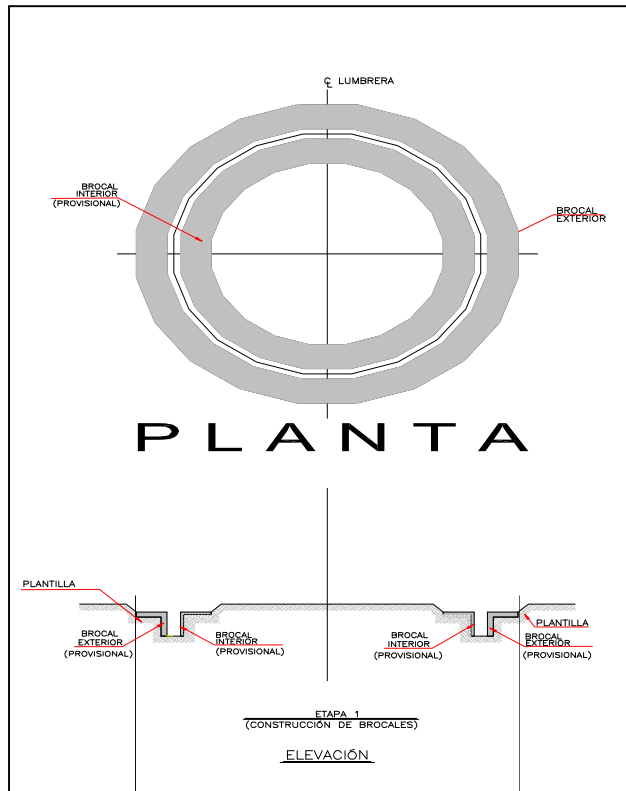 ℄ LUMBRERA
BROCAL
INTERIOR
(PROVISIONAL)
BROCAL
EXTERIOR
PLANTA
PLANTILLA
BROCAL
EXTERIOR
(PROVISIONAL)
BROCAL
INTERIOR
(PROVISIONAL)
BROCAL
INTERIOR
(PROVISIONAL)
BROCAL
EXTERIOR
(PROVISIONAL)
PLANTILLA
ETAPA 1
(CONSTRUCCIÓN DE BROCALES)
ELEVACIÓN